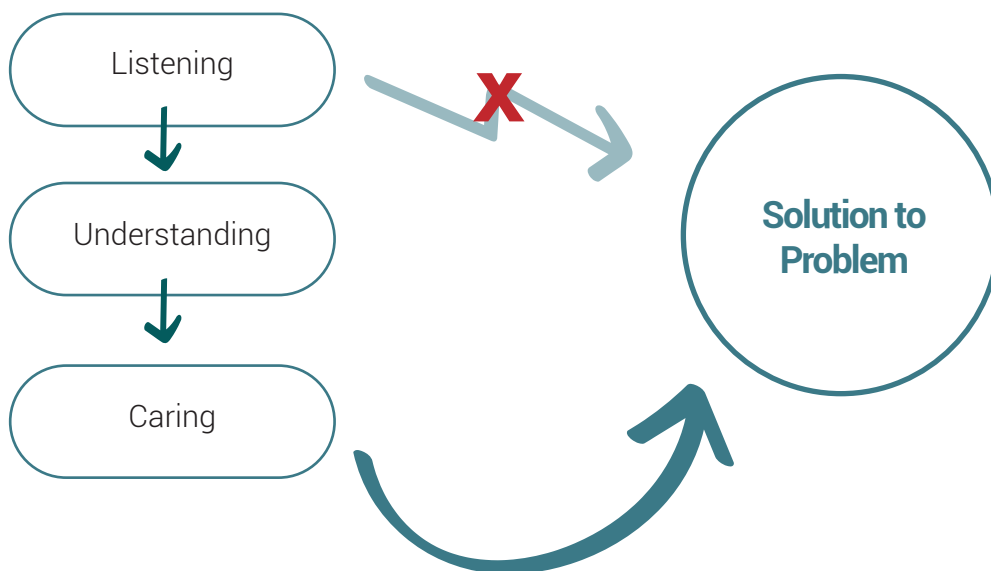 Listening
X
Understanding
Solution to
Problem
Caring